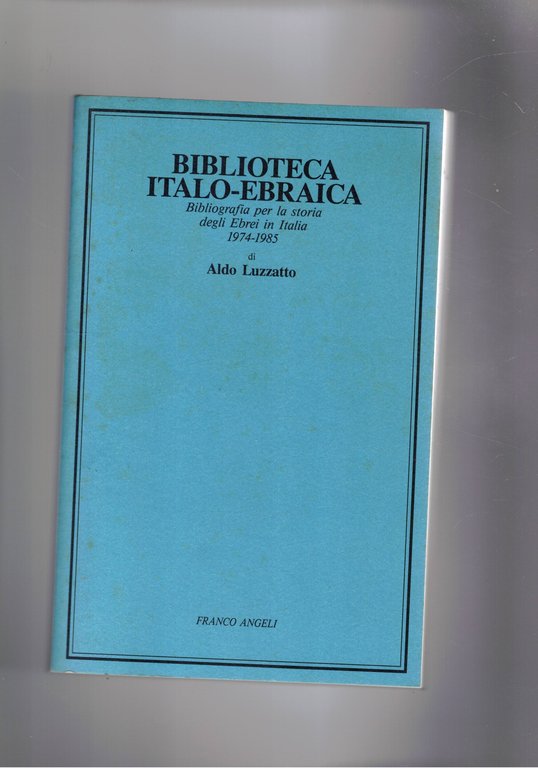 BIBLIOTECA
ITALO-EBRAICA
Bibliografia per la storia
degli Ebrei in Italia
1974-1985
di
Aldo Luzzatto
FRANCO ANGELI